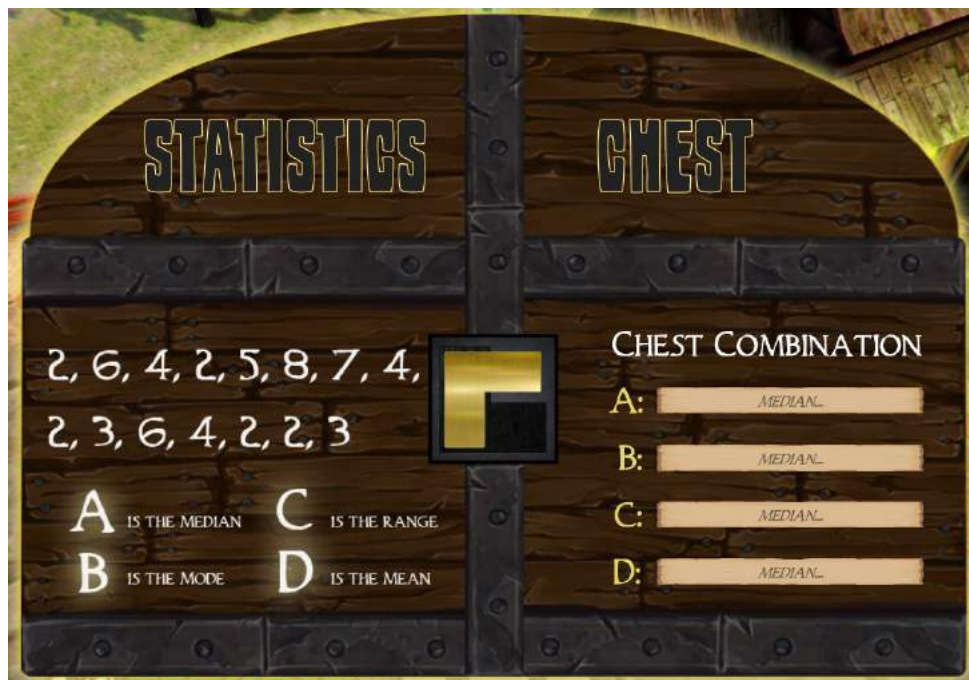 STATISTICS CHEST
2, 6, 4, 2, 5, 8, 7, 4,
2, 3, 6, 4, 2, 2, 3
A IS THE MEDIAN C IS THE RANGE
B IS THE MODE D IS THE MEAN
CHEST COMBINATION
A: MEDIAN...
B: MEDIAN...
C: MEDIAN...
D: MEDIAN...